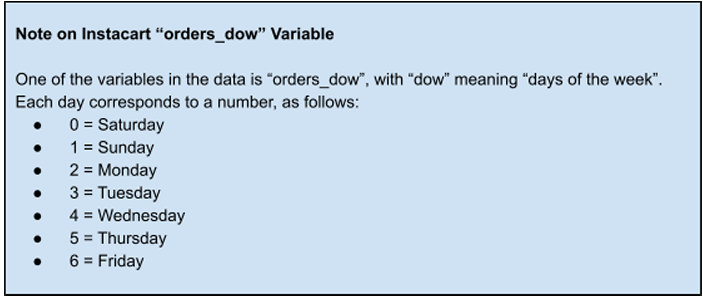 Note on Instacart “orders_dow” Variable
One of the variables in the data is “orders_dow”, with “dow” meaning “days of the week”.
Each day corresponds to a number, as follows:
● 0 = Saturday
● 1 = Sunday
● 2 = Monday
● 3 = Tuesday
● 4 = Wednesday
● 5 = Thursday
● 6 = Friday